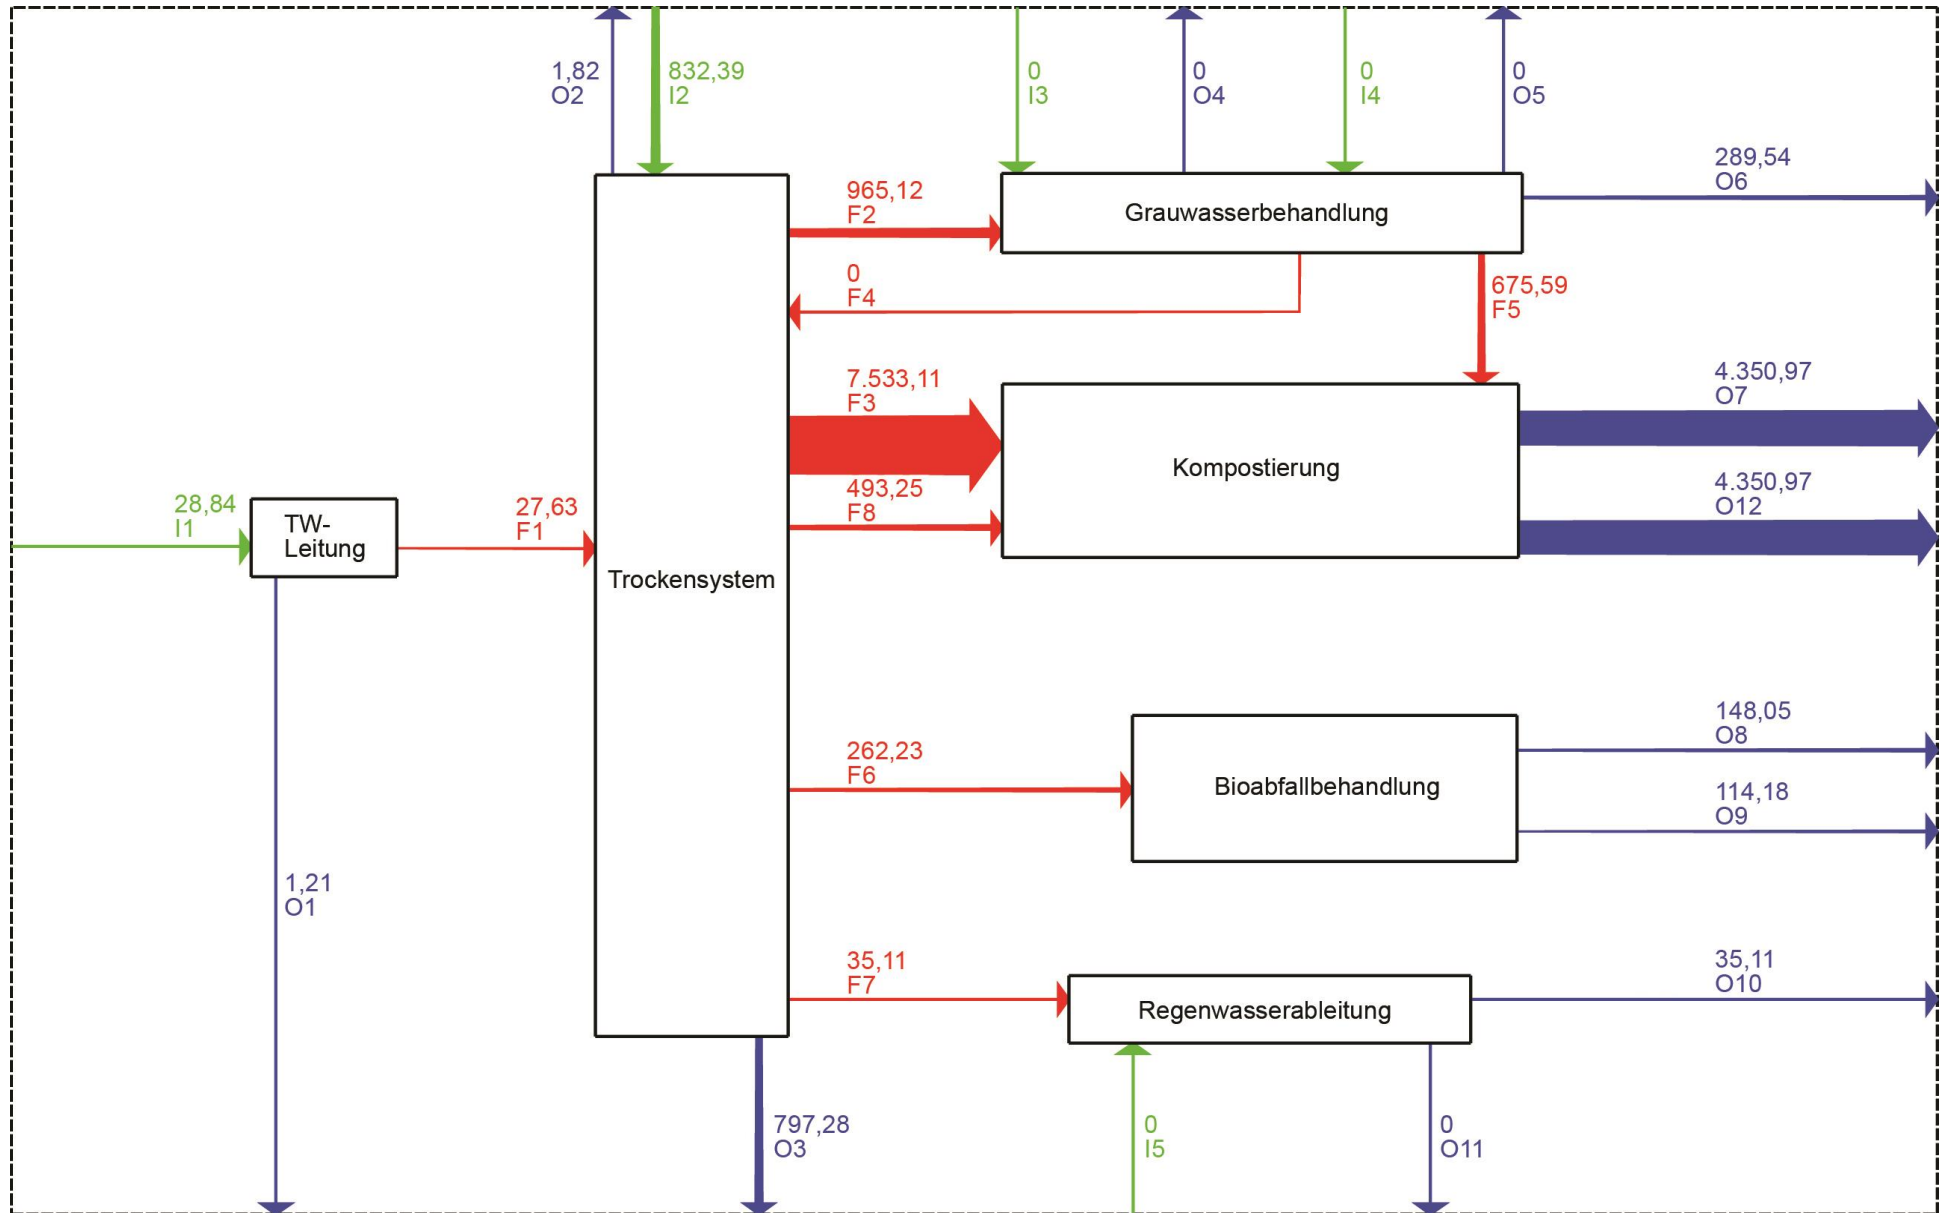 1,82
O2
832,39
I2
0
I3
0
O4
0
I4
0
O5
289,54
O6
965,12
F2
Grauwasserbehandlung
0
F4
675,59
F5
7.533,11
F3
4.350,97
O7
Kompostierung
493,25
F8
4.350,97
O12
28,84
I1
TW-
Leitung
27,63
F1
Trockensystem
262,23
F6
Bioabfallbehandlung
148,05
O8
114,18
O9
1,21
O1
35,11
F7
Regenwasserableitung
35,11
O10
797,28
O3
0
I5
0
O11